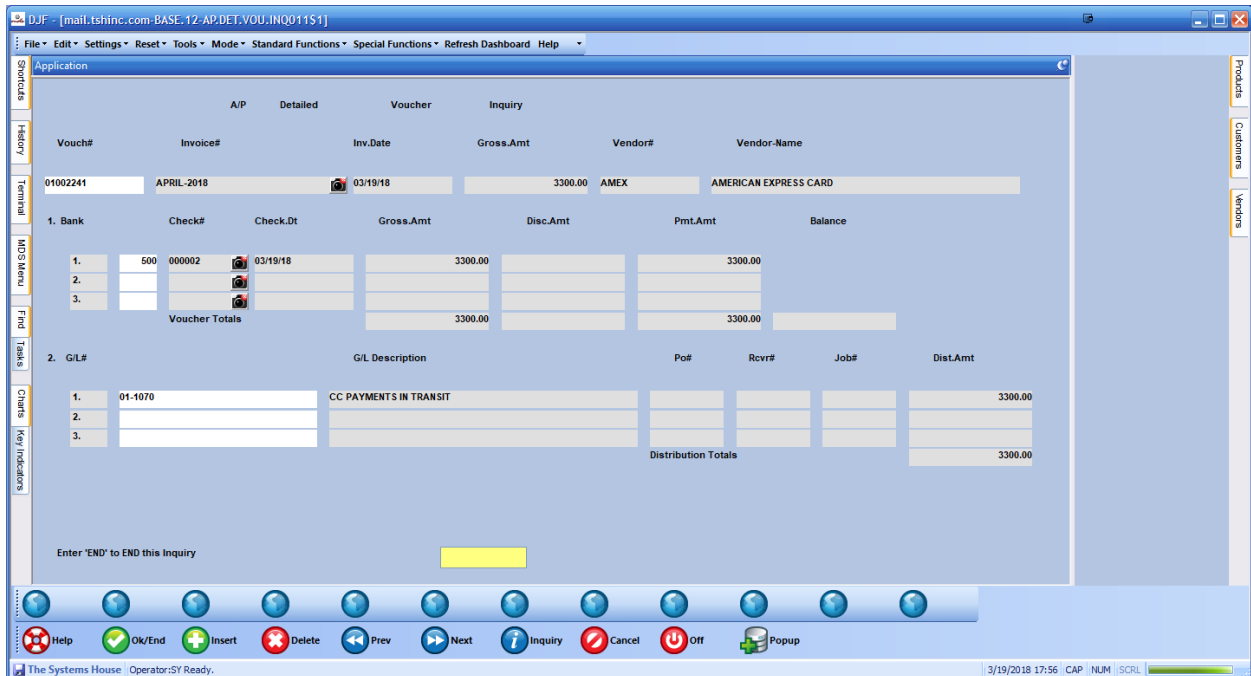 DJF - [mail.tshinc.com-BASE.12-AP.DET.VOU.INQ011S1]
File Edit Settings Reset Tools Mode Standard Functions Special Functions Refresh Dashboard Help
Application
Shortcuts
History
Terminal
MDS Menu
Find
Tasks
Charts
Key Indicators
Products
Customers
Vendors
A/P Detailed Voucher Inquiry
Vouch# Invoice# Inv.Date Gross.Amt Vendor# Vendor-Name
01002241 APRIL-2018 03/19/18 3300.00 AMEX AMERICAN EXPRESS CARD
1. Bank Check# Check.Dt Gross.Amt Disc.Amt Pmt.Amt Balance
1. 500 000002 03/19/18 3300.00 3300.00
2.
3.
Voucher Totals 3300.00 3300.00
2. G/L# G/L Description Po# Rcvr# Job# Dist.Amt
1. 01-1070 CC PAYMENTS IN TRANSIT 3300.00
2.
3.
Distribution Totals 3300.00
Enter 'END' to END this Inquiry
Help Ok/End Insert Delete Prev Next Inquiry Cancel Off Popup
The Systems House Operator:SY Ready. 3/19/2018 17:56 CAP NUM SCRL